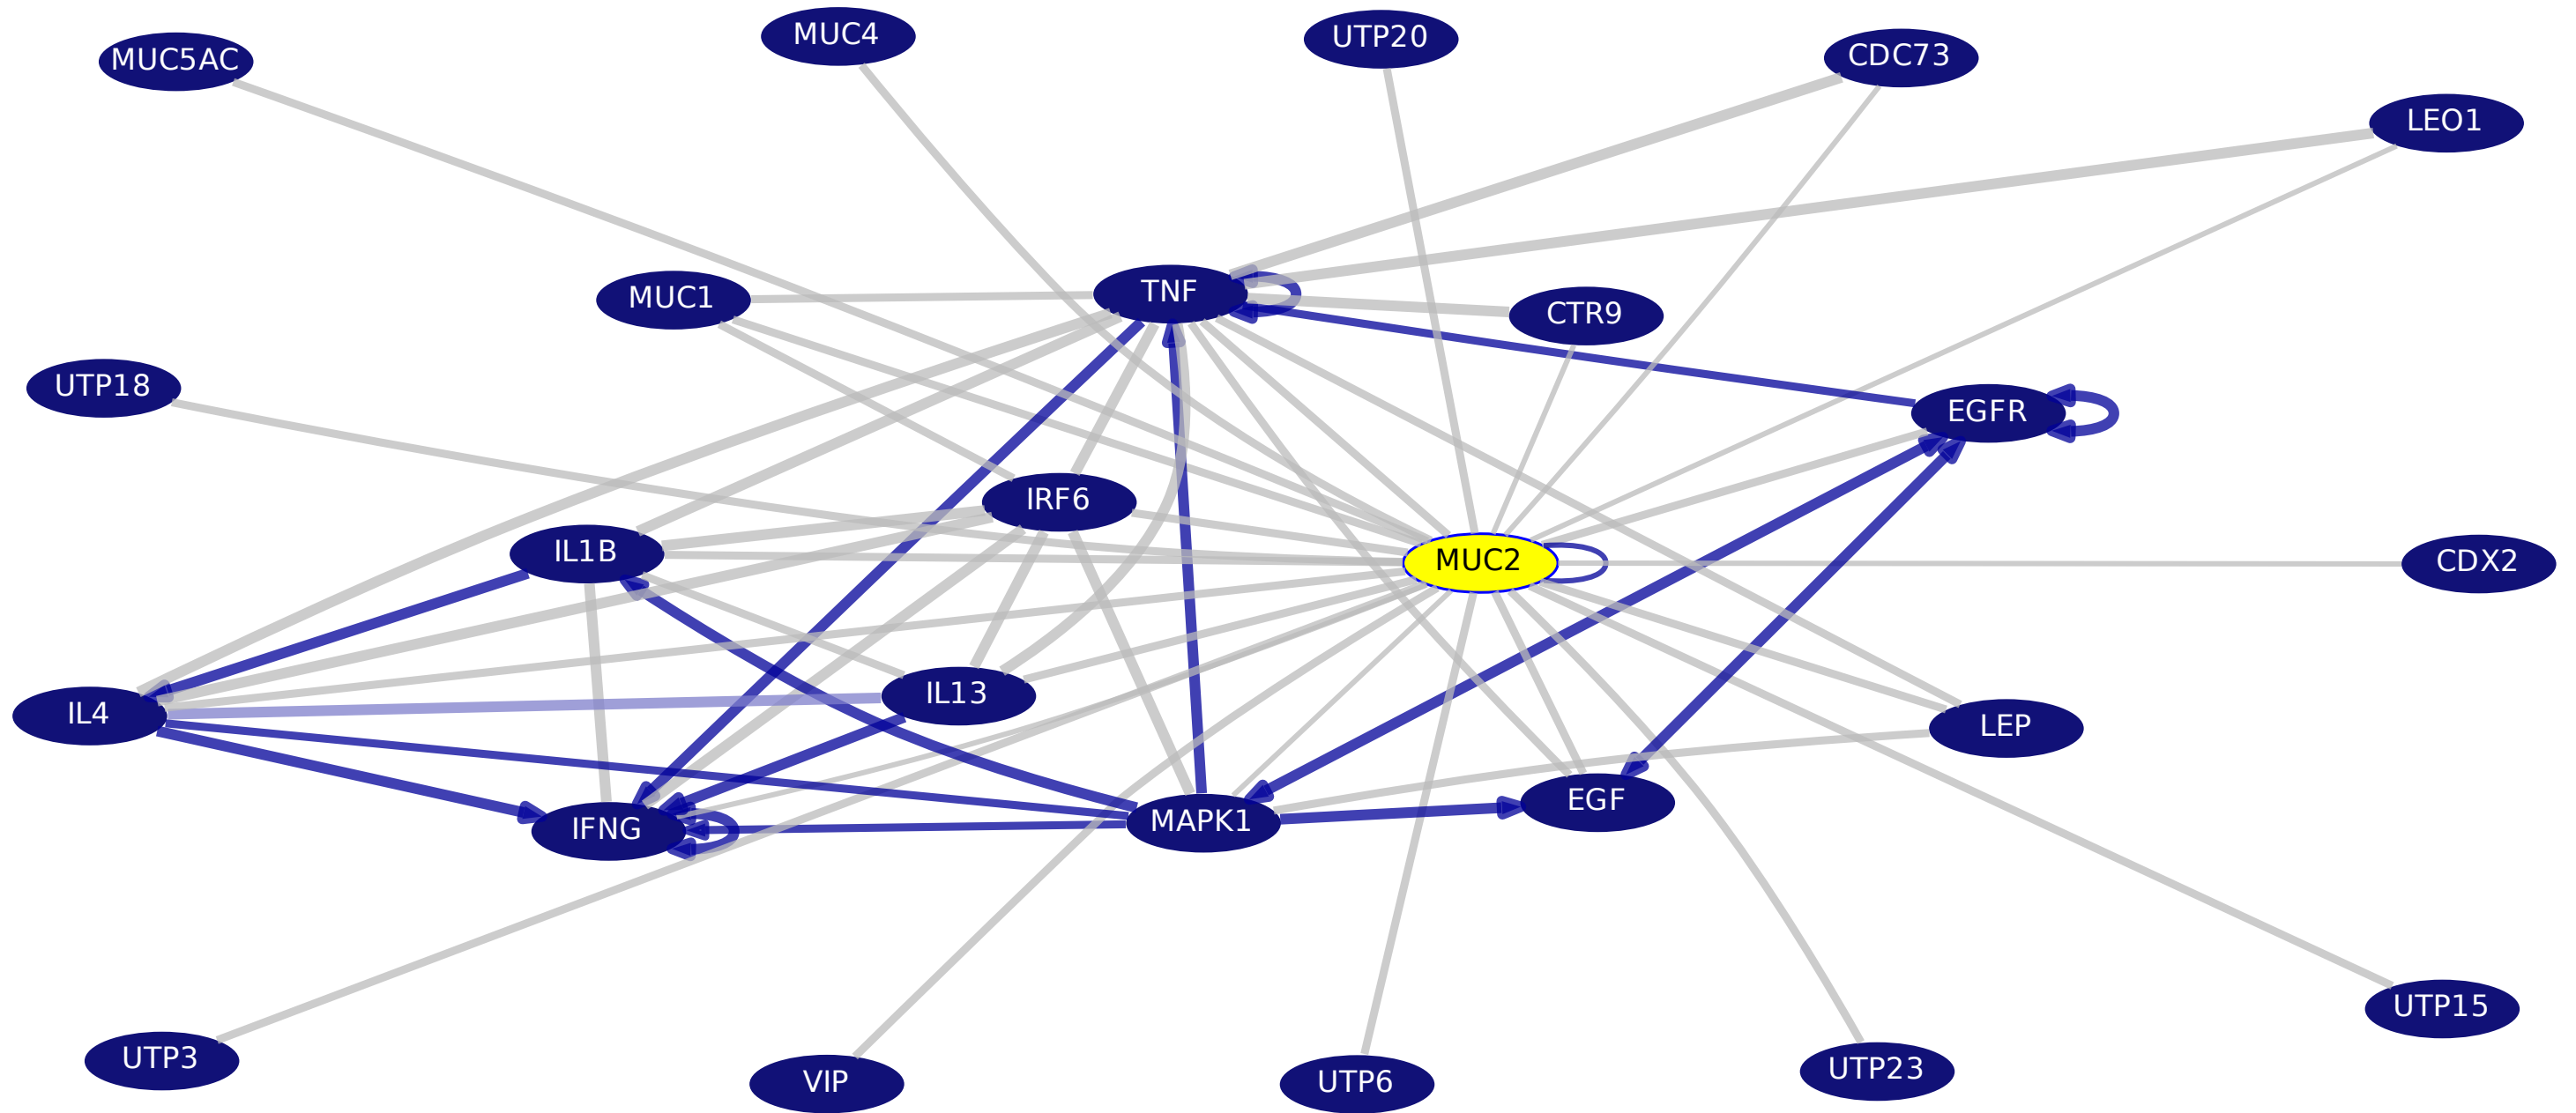 MUC4
UTP20
CDC73
MUC5AC
LEO1
TNF
MUC1
CTR9
UTP18
EGFR
IRF6
IL1B
MUC2
CDX2
IL13
IL4
LEP
EGF
MAPK1
IFNG
UTP15
UTP3
UTP23
VIP
UTP6